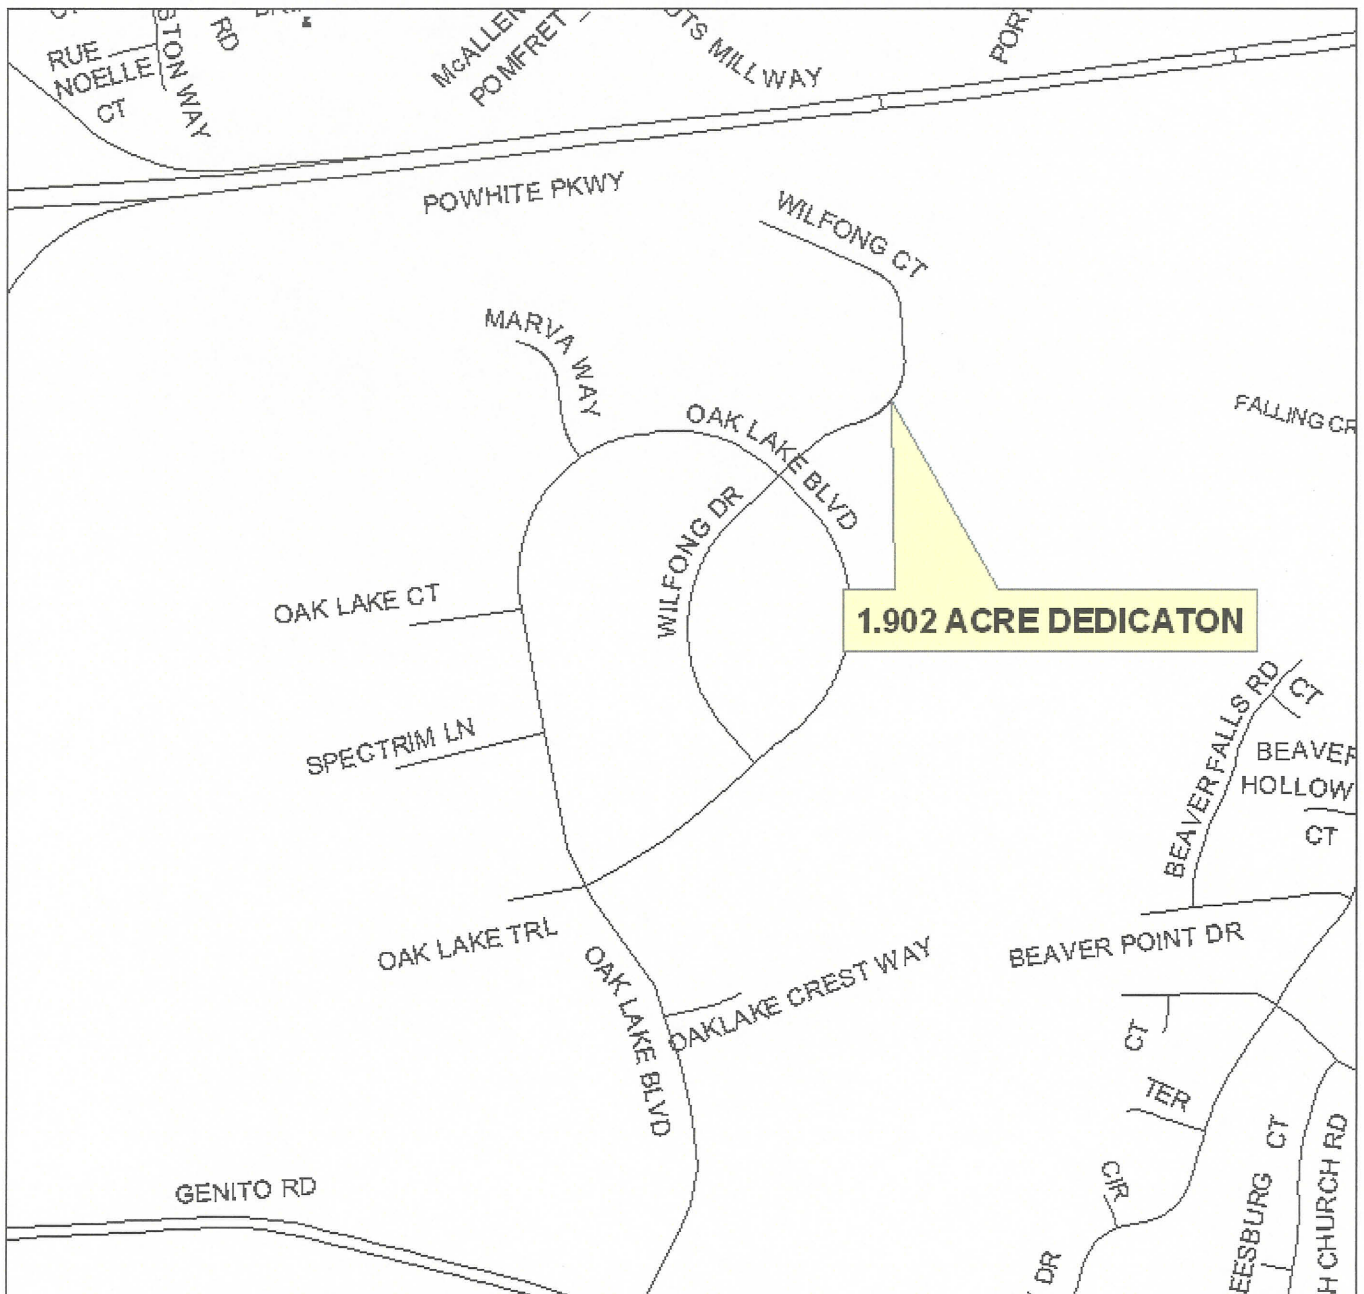 RUE
NOELLE
CT
STON WAY
RD
McALLEN
POMFRET
UTS MILL WAY
POWHITE PKWY
WILFONG CT
MARVA WAY
OAK LAKE BLVD
FALLING CR
WILFONG DR
OAK LAKE CT
1.902 ACRE DEDICATON
SPECTRIM LN
BEAVER FALLS RD
CT
BEAVER
HOLLOW
CT
OAK LAKE TRL
BEAVER POINT DR
OAK LAKE BLVD
OAKLAKE CREST WAY
CT
TER
CT
CIR
GENITO RD
EESBURG
H CHURCH RD
DR